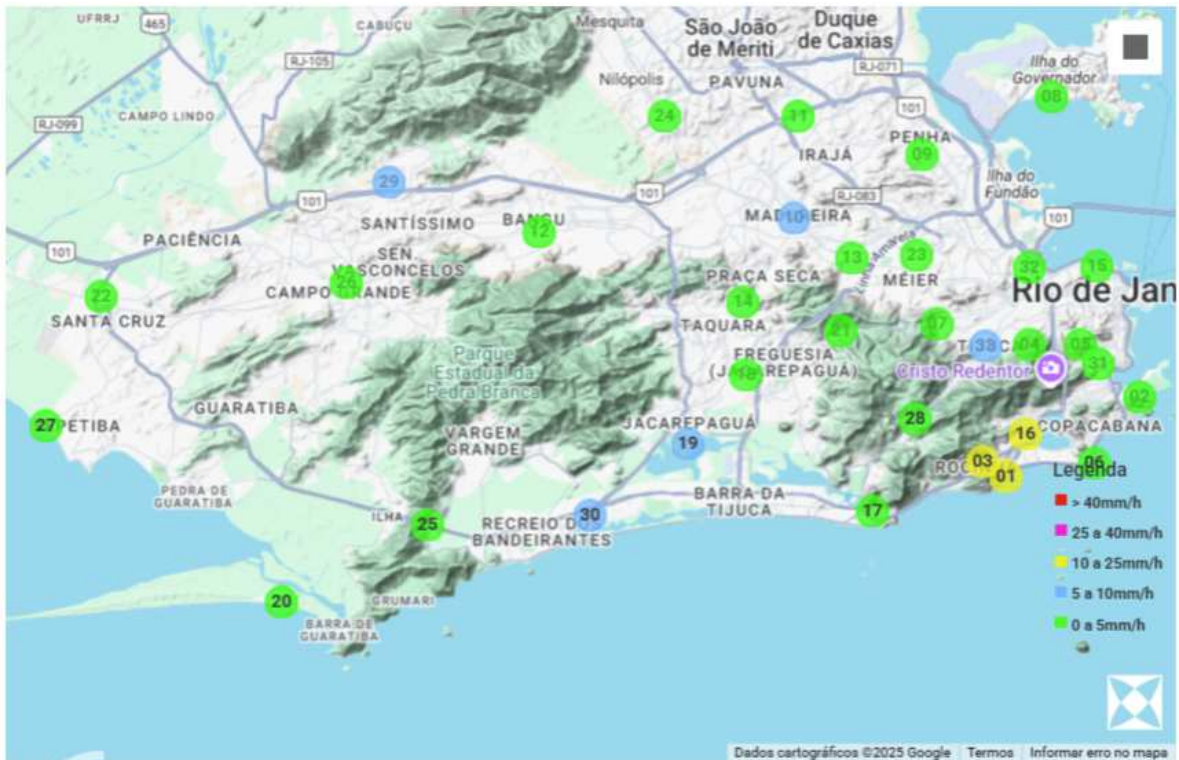 UFRRJ
465
CABUÇU
Mesquita
São João
de Meriti
Duque
de Caxias
RJ-105
Nilópolis
PAVUNA
RJ-071
Ilha do
Governador
08
RJ-099
CAMPO LINDO
24
11
101
PENHA
09
IRAJÁ
Ilha do
Fundão
29
101
101
RJ-083
SANTÍSSIMO
BANGU
12
MADUREIRA
10
101
PACIÊNCIA
101
SEN.
VASCONCELOS
26
CAMPO GRANDE
13
Linha Amarela
23
MÉIER
32
15
PRAÇA SECA
Rio de Jan
22
SANTA CRUZ
14
TAQUARA
21
07
33
04
05
Parque
Estadual da
Pedra Branca
FREGUESIA
(JACAREPAGUÁ)
18
Cristo Redentor
31
02
GUARATIBA
28
27
PETIBA
JACAREPAGUÁ
19
COPACABANA
16
VARGEM
GRANDE
03
01
06
Legenda
> 40mm/h
25 a 40mm/h
10 a 25mm/h
5 a 10mm/h
0 a 5mm/h
PEDRA DE
GUARATIBA
BARRA DA
TIJUCA
17
ILHA
25
30
RECREIO D
BANDEIRANTES
20
GRUMARI
BARRA DE
GUARATIBA
Dados cartográficos ©2025 Google
Termos
Informar erro no mapa